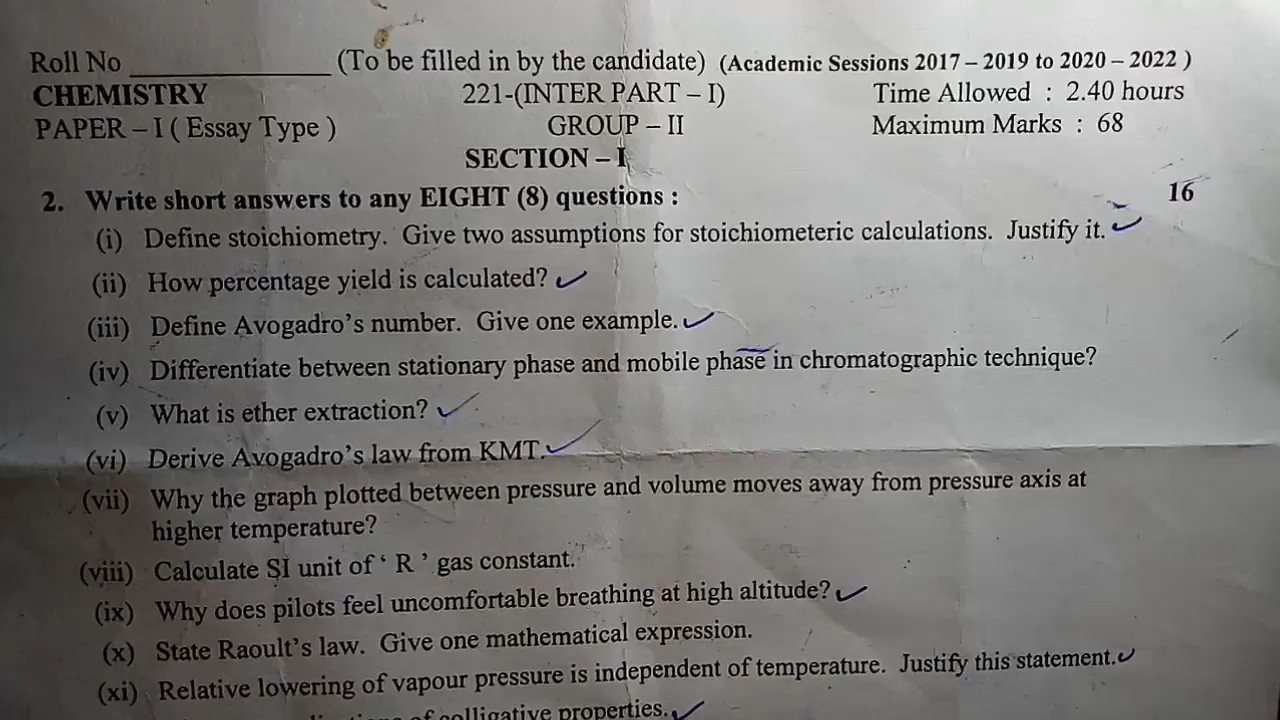 Roll No ____________ (To be filled in by the candidate) (Academic Sessions 2017 – 2019 to 2020 – 2022 )
CHEMISTRY 221-(INTER PART – I) Time Allowed : 2.40 hours
PAPER – I ( Essay Type ) GROUP – II Maximum Marks : 68
SECTION – I
2. Write short answers to any EIGHT (8) questions : 16
(i) Define stoichiometry. Give two assumptions for stoichiometeric calculations. Justify it.
(ii) How percentage yield is calculated?
(iii) Define Avogadro's number. Give one example.
(iv) Differentiate between stationary phase and mobile phase in chromatographic technique?
(v) What is ether extraction?
(vi) Derive Avogadro's law from KMT.
(vii) Why the graph plotted between pressure and volume moves away from pressure axis at
higher temperature?
(viii) Calculate SI unit of ‘ R ’ gas constant.
(ix) Why does pilots feel uncomfortable breathing at high altitude?
(x) State Raoult's law. Give one mathematical expression.
(xi) Relative lowering of vapour pressure is independent of temperature. Justify this statement.
of colligative properties.